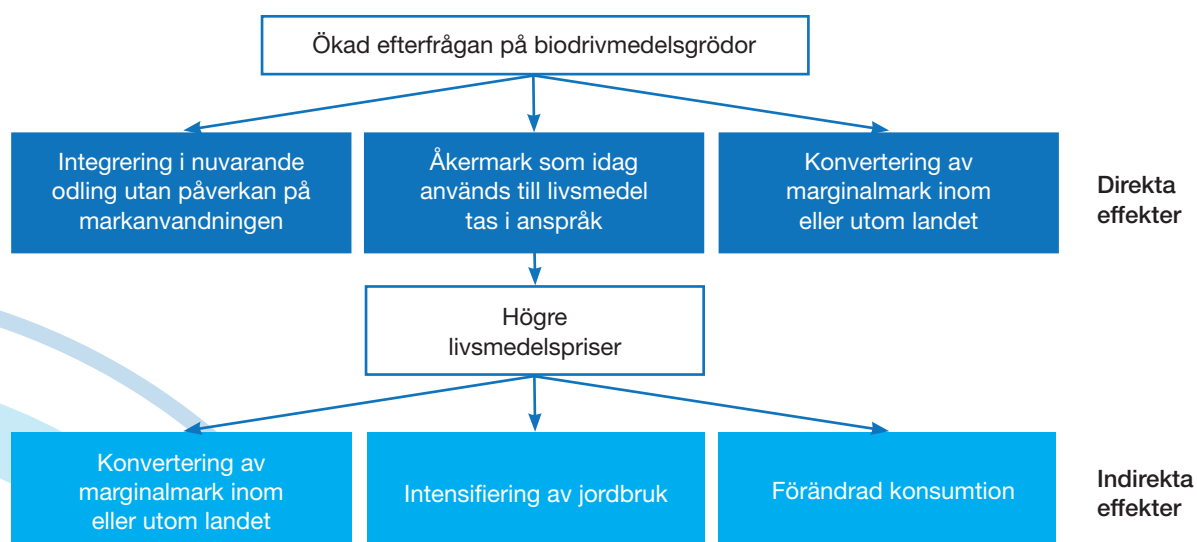 Ökad efterfrågan på biodrivmedelsgrödor
Integrering i nuvarande
odling utan påverkan på
markanvandningen
Åkermark som idag
används till livsmedel
tas i anspråk
Konvertering av
marginalmark inom
eller utom landet
Direkta
effekter
Högre
livsmedelspriser
Konvertering av
marginalmark inom
eller utom landet
Intensifiering av jordbruk
Förändrad konsumtion
Indirekta
effekter